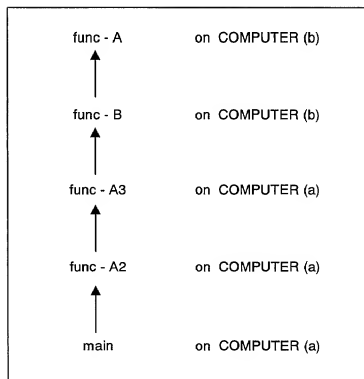 func - A on COMPUTER (b)
func - B on COMPUTER (b)
func - A3 on COMPUTER (a)
func - A2 on COMPUTER (a)
main on COMPUTER (a)